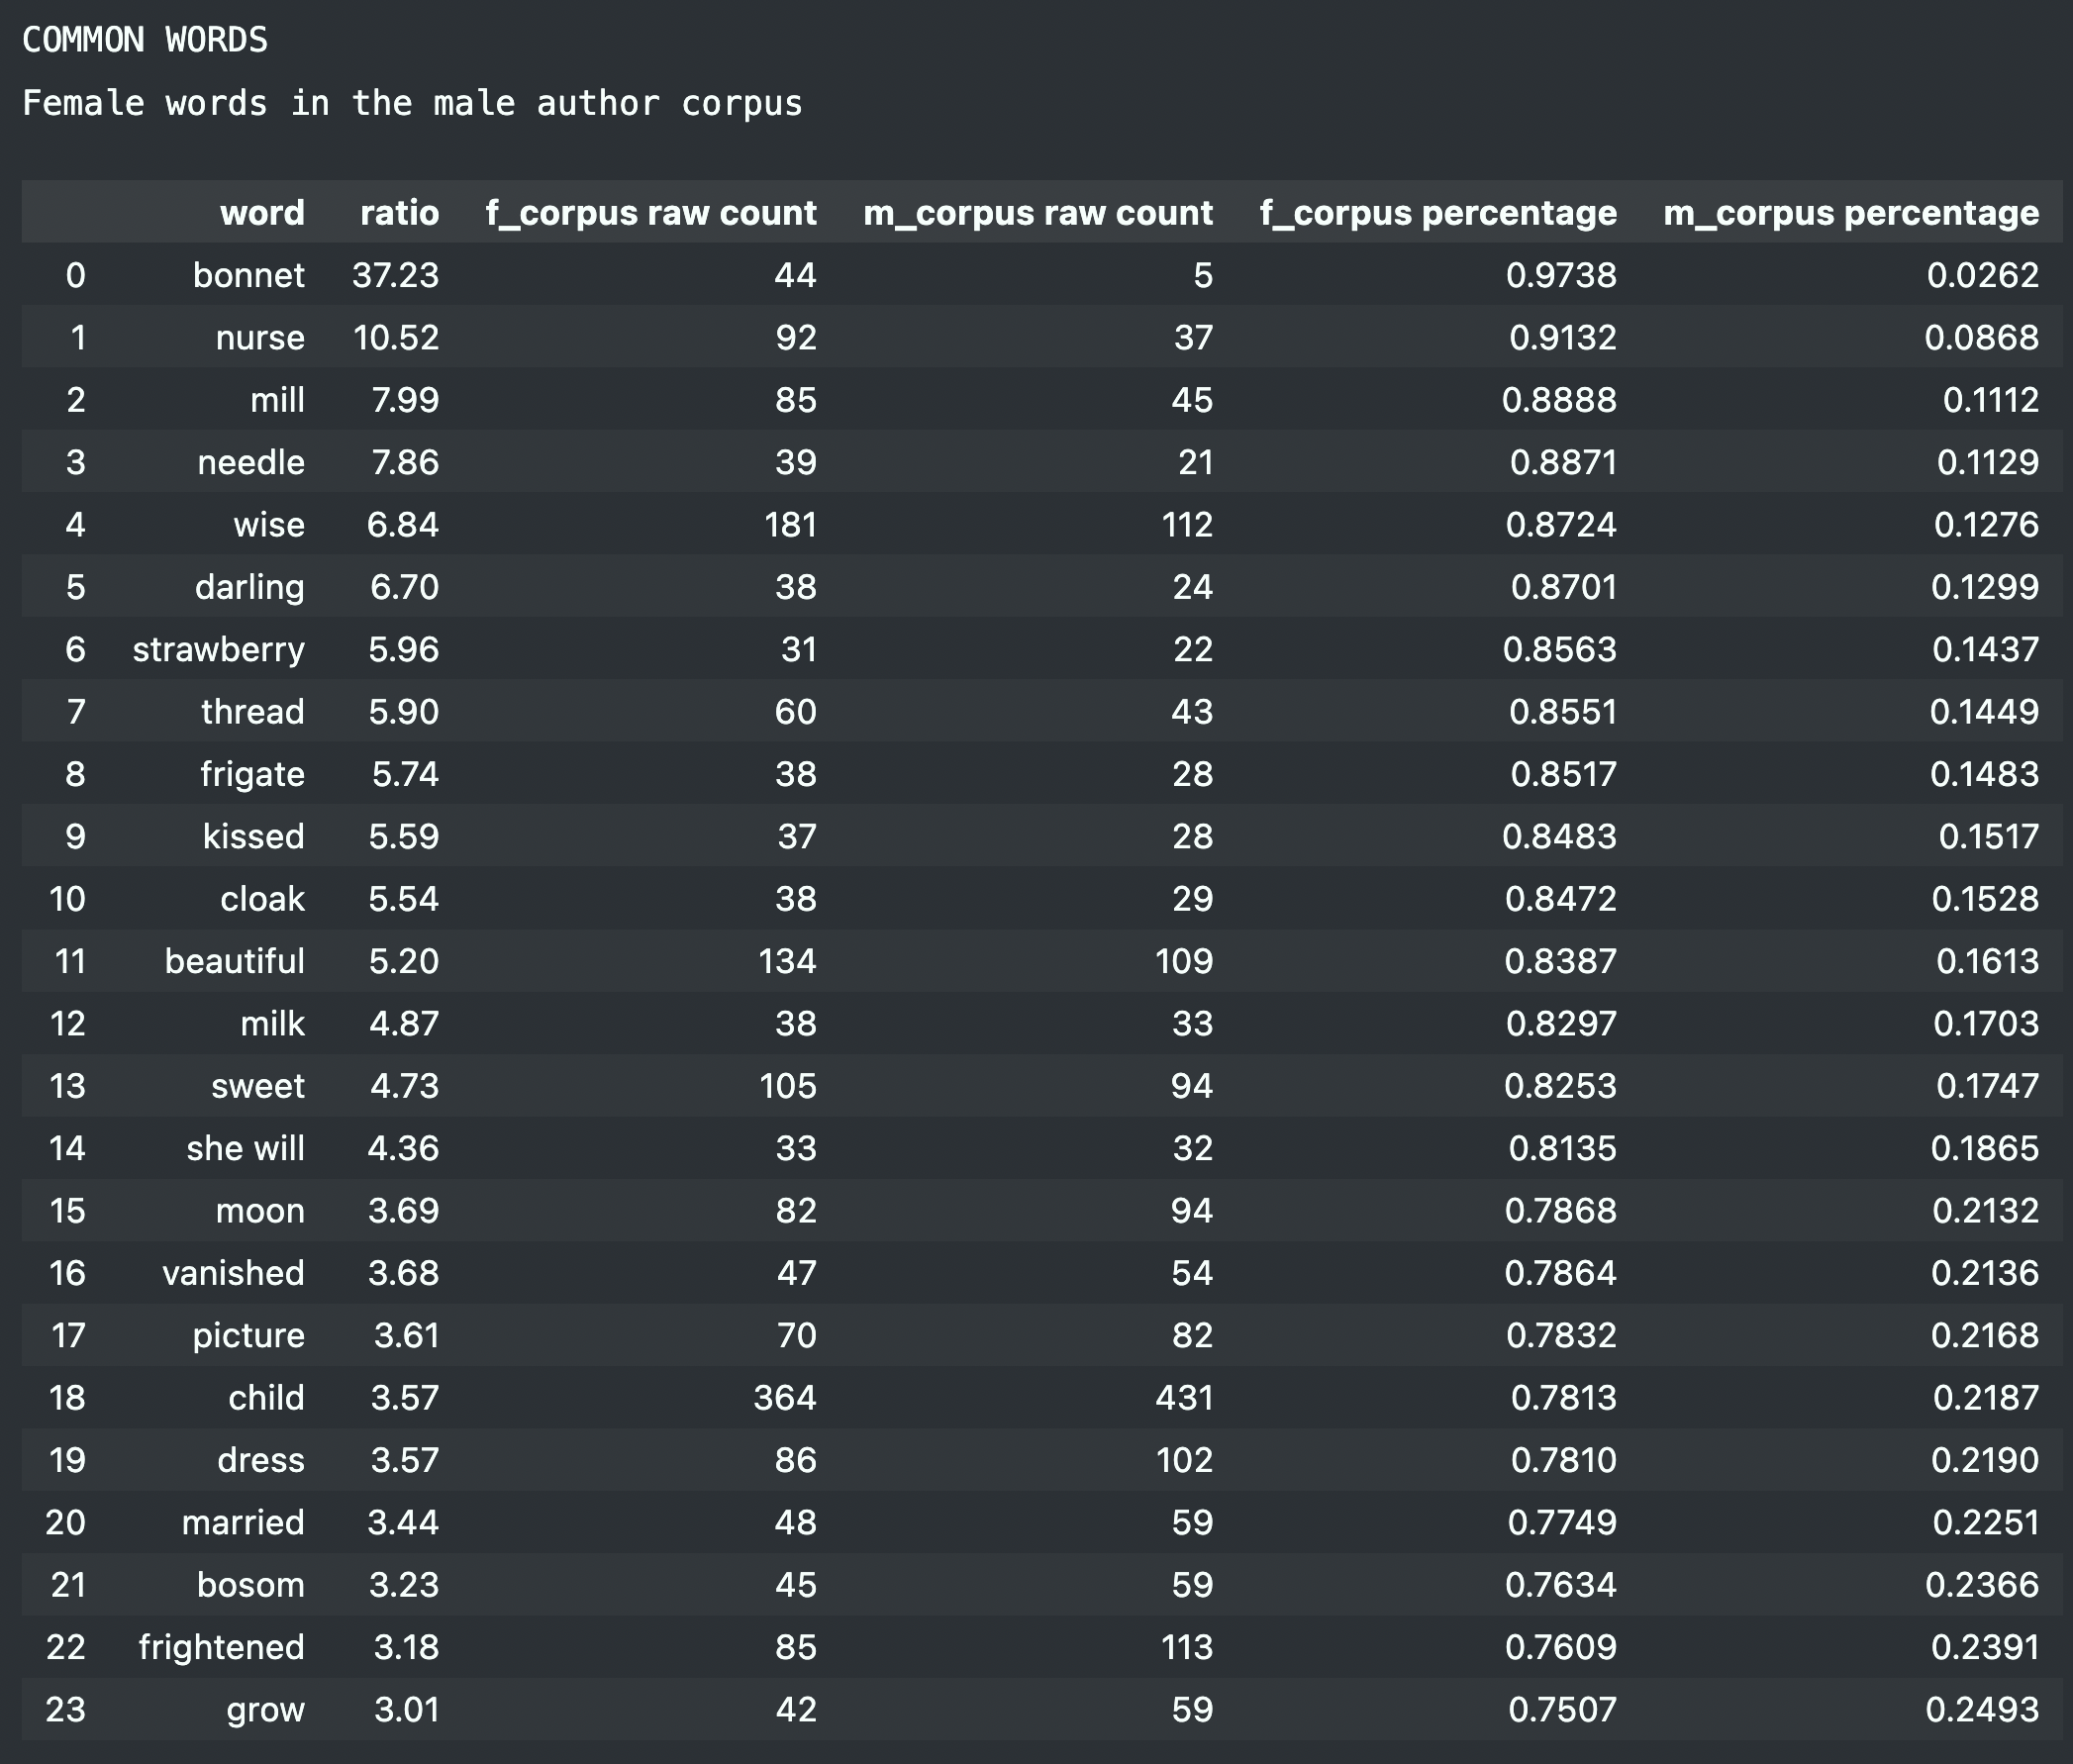 COMMON WORDS
Female words in the male author corpus
word ratio f_corpus raw count m_corpus raw count f_corpus percentage m_corpus percentage
0 bonnet 37.23 44 5 0.9738 0.0262
1 nurse 10.52 92 37 0.9132 0.0868
2 mill 7.99 85 45 0.8888 0.1112
3 needle 7.86 39 21 0.8871 0.1129
4 wise 6.84 181 112 0.8724 0.1276
5 darling 6.70 38 24 0.8701 0.1299
6 strawberry 5.96 31 22 0.8563 0.1437
7 thread 5.90 60 43 0.8551 0.1449
8 frigate 5.74 38 28 0.8517 0.1483
9 kissed 5.59 37 28 0.8483 0.1517
10 cloak 5.54 38 29 0.8472 0.1528
11 beautiful 5.20 134 109 0.8387 0.1613
12 milk 4.87 38 33 0.8297 0.1703
13 sweet 4.73 105 94 0.8253 0.1747
14 she will 4.36 33 32 0.8135 0.1865
15 moon 3.69 82 94 0.7868 0.2132
16 vanished 3.68 47 54 0.7864 0.2136
17 picture 3.61 70 82 0.7832 0.2168
18 child 3.57 364 431 0.7813 0.2187
19 dress 3.57 86 102 0.7810 0.2190
20 married 3.44 48 59 0.7749 0.2251
21 bosom 3.23 45 59 0.7634 0.2366
22 frightened 3.18 85 113 0.7609 0.2391
23 grow 3.01 42 59 0.7507 0.2493